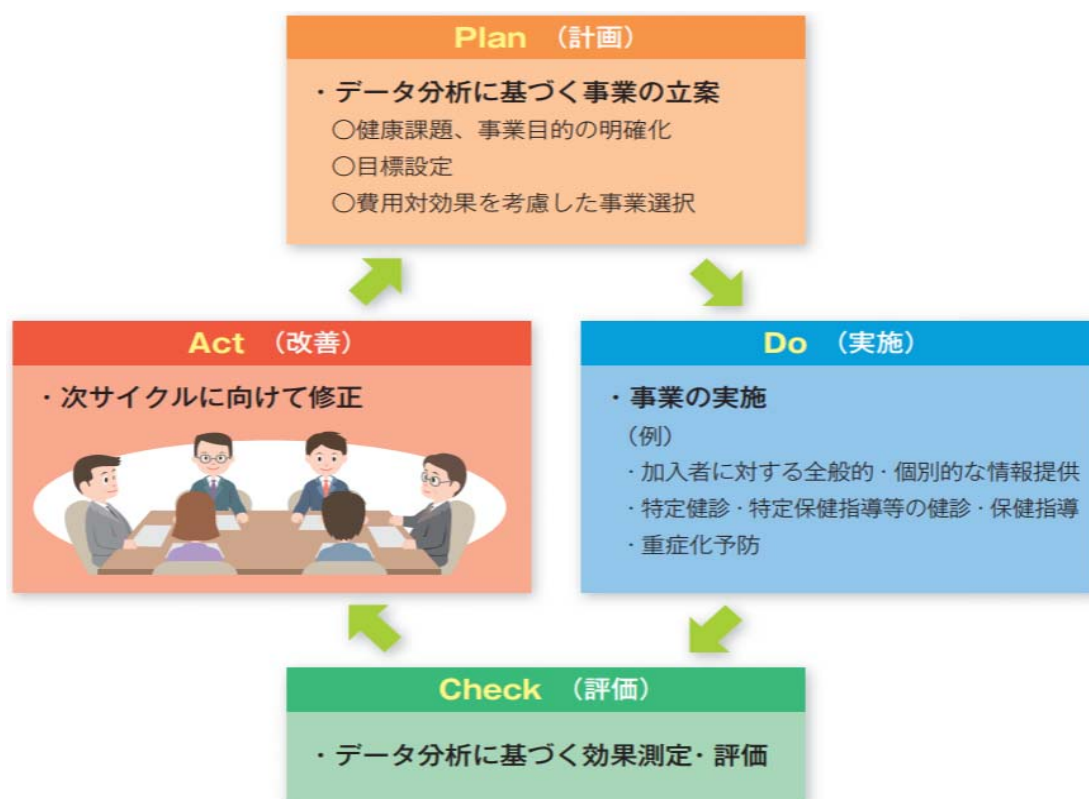 Plan （計画）
・データ分析に基づく事業の立案
○健康課題、事業目的の明確化
○目標設定
○費用対効果を考慮した事業選択
Act （改善）
・次サイクルに向けて修正
Do （実施）
・事業の実施
（例）
・加入者に対する全般的・個別的な情報提供
・特定健診・特定保健指導等の健診・保健指導
・重症化予防
Check （評価）
・データ分析に基づく効果測定・評価